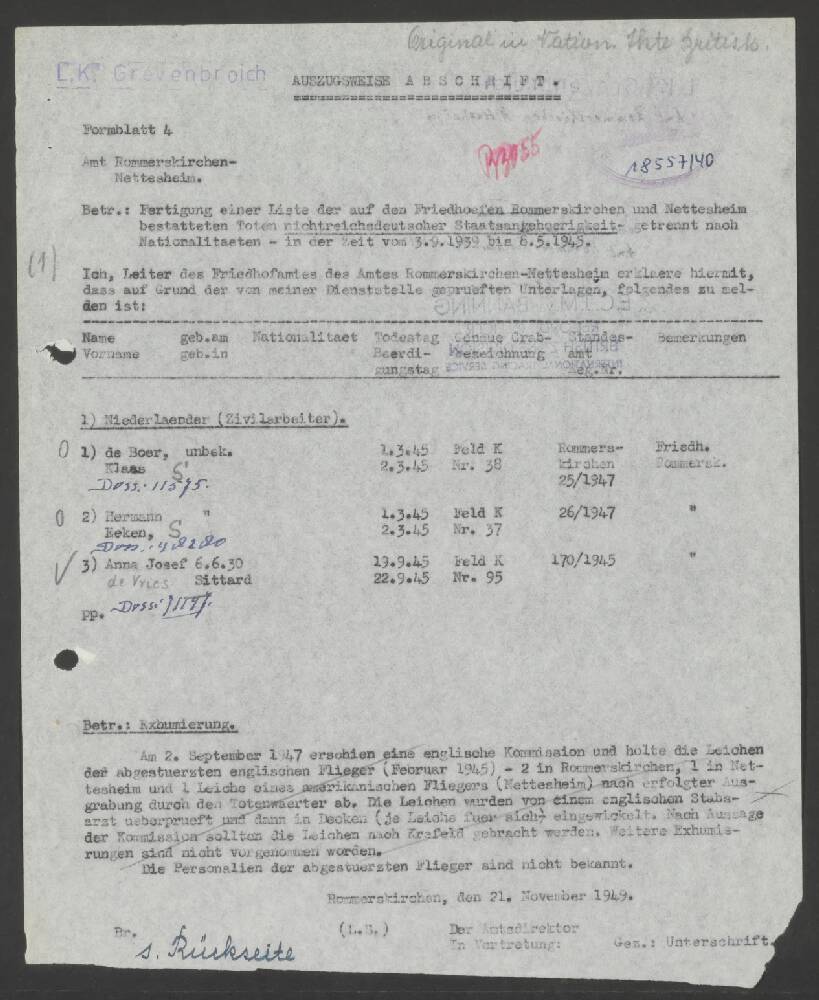 Original in Nation. Akte British.
L.K. Grevenbroich
AUSZUGSWEISE A B S C H R I F T .
Formblatt 4
Amt Rommerskirchen-
Nettesheim.
18557/40
Betr.: Fertigung einer Liste der auf den Friedhoefen Rommerskirchen und Nettesheim
bestatteten Toten nichtreichsdeutscher Staatsangehoerigkeit- getrennt nach
Nationalitaeten - in der Zeit vom 3.9.1939 bis 8.5.1945.
(1)
Ich, Leiter des Friedhofamtes des Amtes Rommerskirchen-Nettesheim erklaere hiermit,
dass auf Grund der von meiner Dienststelle geprueften Unterlagen, folgendes zu mel-
den ist:
Name geb.am Nationalitaet Todestag Genaue Grab- Standes- Bemerkungen
Vorname geb.in Beerdi- bezeichnung amt
gungstag Reg.Nr.
1) Niederlaender (Zivilarbeiter).
0 1) de Boer, unbek. 1.3.45 Feld K Rommers- Friedh.
Klaas S 2.3.45 Nr. 38 kirchen Rommersk.
25/1947
0 2) Hermann " 1.3.45 Feld K 26/1947 "
Eeken, S 2.3.45 Nr. 37
3) Anna Josef 6.6.30 19.9.45 Feld K 170/1945 "
de Vries Sittard 22.9.45 Nr. 95
pp.
Betr.: Exhumierung.
Am 2. September 1947 erschien eine englische Kommission und holte die Leichen
der abgestuerzten englischen Flieger (Februar 1945) - 2 in Rommerskirchen, 1 in Net-
tesheim und 1 Leiche eines amerikanischen Fliegers (Nettesheim) nach erfolgter Aus-
grabung durch den Totenwaerter ab. Die Leichen wurden von einem englischen Stabs-
arzt ueberprueft und dann in Decken (je Leiche fuer sich) eingewickelt. Nach Aussage
der Kommission sollten die Leichen nach Krefeld gebracht werden. Weitere Exhumie-
rungen sind nicht vorgenommen worden.
Die Personalien der abgestuerzten Flieger sind nicht bekannt.
Rommerskirchen, den 21. November 1949.
Br. (L.S.) Der Amtsdirektor
In Vertretung: Gez.: Unterschrift.
s. Rückseite